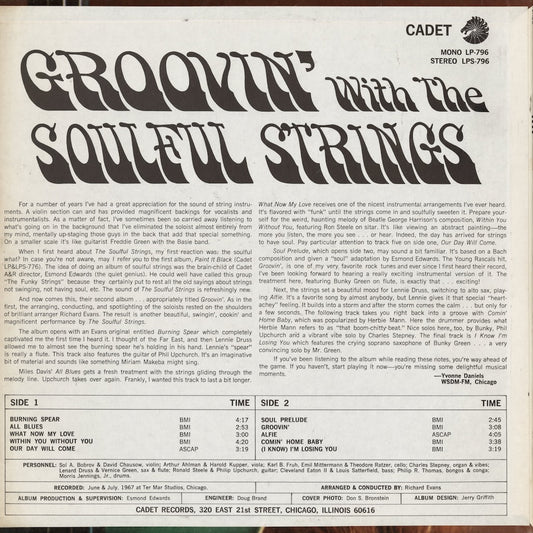 CADET
MONO LP-796
STEREO LPS-796
GROOVIN' With The
SOULFUL STRINGS
For a number of years I've had a great appreciation for the sound of string instru-
ments. A violin section can and has provided magnificent backings for vocalists and
instrumentalists. As a matter of fact, I've sometimes been so carried away listening to
what's going on in the background that I've eliminated the soloist almost entirely from
my mind, mentally up-staging those guys in the back that add that special something.
On a smaller scale it's like guitarist Freddie Green with the Basie band.
When I first heard about The Soulful Strings, my first reaction was: the soulful
what? In case you're not aware, may I refer you to the first album, Paint It Black (Cadet
LP&LPS-776). The idea of doing an album of soulful strings was the brain-child of Cadet
A&R director, Esmond Edwards (the quiet genius). He could well have called this group
"The Funky Strings" because they certainly put to rest all the old sayings about strings
not swinging, not having soul, etc. The sound of The Soulful Strings is refreshingly new.
And now comes this, their second album . . . appropriately titled Groovin'. As in the
first, the arranging, conducting, and spotlighting of the soloists rested on the shoulders
of brilliant arranger Richard Evans. The result is another beautiful, swingin', cookin' and
magnificent performance by The Soulful Strings.
The album opens with an Evans original entitled Burning Spear which completely
captivated me the first time I heard it. I thought of the Far East, and then Lennie Druss
allowed me to almost see the burning spear he's holding in his hand. Lennie's "spear"
is really a flute. This track also features the guitar of Phil Upchurch. It's an imaginative
bit of material and sounds like something Miriam Makeba might sing.
Miles Davis' All Blues gets a fresh treatment with the strings gliding through the
melody line. Upchurch takes over again. Frankly, I wanted this track to last a bit longer.
What Now My Love receives one of the nicest instrumental arrangements I've ever heard.
It's flavored with "funk" until the strings come in and soulfully sweeten it. Prepare your-
self for the weird, haunting melody of Beatle George Harrison's composition, Within You
Without You, featuring Ron Steele on sitar. It's like viewing an abstract painting—the
more you listen, the more you see . . . or hear. Indeed, the day has arrived for strings
to have soul. Pay particular attention to track five on side one, Our Day Will Come.
Soul Prelude, which opens side two, may sound a bit familiar. It's based on a Bach
composition and given a "soul" adaptation by Esmond Edwards. The Young Rascals hit,
Groovin', is one of my very, favorite rock tunes and ever since I first heard their record,
I've been looking forward to hearing a really exciting instrumental version of it. The
treatment here, featuring Bunky Green on flute, is exactly that . . . exciting!
Next, the strings set a beautiful mood for Lennie Druss, switching to alto sax, play-
ing Alfie. It's a favorite song by almost anybody, but Lennie gives it that special "heart-
achey" feeling. It builds into a storm and after the storm comes the calm . . . but only for
a few seconds. The following track takes you right back into a groove with Comin'
Home Baby, which was popularized by Herbie Mann. Here the drummer provides what
Herbie Mann refers to as "that boom-chitty-beat." Nice solos here, too, by Bunky, Phil
Upchurch and a vibrant vibe solo by Charles Stepney. The final track is I Know I'm
Losing You which features the crying soprano saxophone of Bunky Green . . . a very
convincing solo by Mr. Green.
If you've been listening to the album while reading these notes, you're way ahead of
the game. If you haven't, start playing it now—you're missing some delightful musical
moments.
—Yvonne Daniels
WSDM-FM, Chicago
SIDE 1 TIME
BURNING SPEAR BMI 4:17
ALL BLUES BMI 2:53
WHAT NOW MY LOVE BMI 3:00
WITHIN YOU WITHOUT YOU BMI 4:20
OUR DAY WILL COME ASCAP 3:19
SIDE 2 TIME
SOUL PRELUDE BMI 2:45
GROOVIN' BMI 3:08
ALFIE ASCAP 4:05
COMIN' HOME BABY BMI 3:38
(I KNOW) I'M LOSING YOU BMI 3:19
PERSONNEL: Sol A. Bobrov & David Chausow, violin; Arthur Ahlman & Harold Kupper, viola; Karl B. Fruh, Emil Mittermann & Theodore Ratzer, cello; Charles Stepney, organ & vibes;
Lenard Druss & Vernice Green, sax & flute; Ronald Steele & Philip Upchurch, guitar; Cleveland Eaton II & Louis Satterfield, bass; Philip R. Thomas, bongos & conga;
Morris Jennings, Jr., drums.
RECORDED: June & July, 1967 at Ter Mar Studios, Chicago. ARRANGED & CONDUCTED BY: Richard Evans
ALBUM PRODUCTION & SUPERVISION: Esmond Edwards ENGINEER: Doug Brand COVER PHOTO: Don S. Bronstein ALBUM DESIGN: Jerry Griffith
CADET RECORDS, 320 EAST 21st STREET, CHICAGO, ILLINOIS 60616